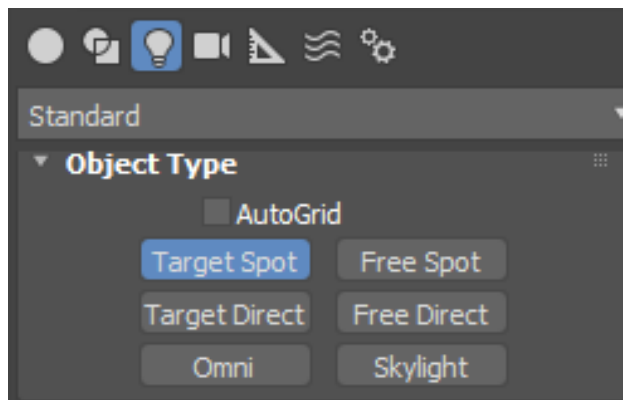 Standard
Object Type
AutoGrid
Target Spot Free Spot
Target Direct Free Direct
Omni Skylight